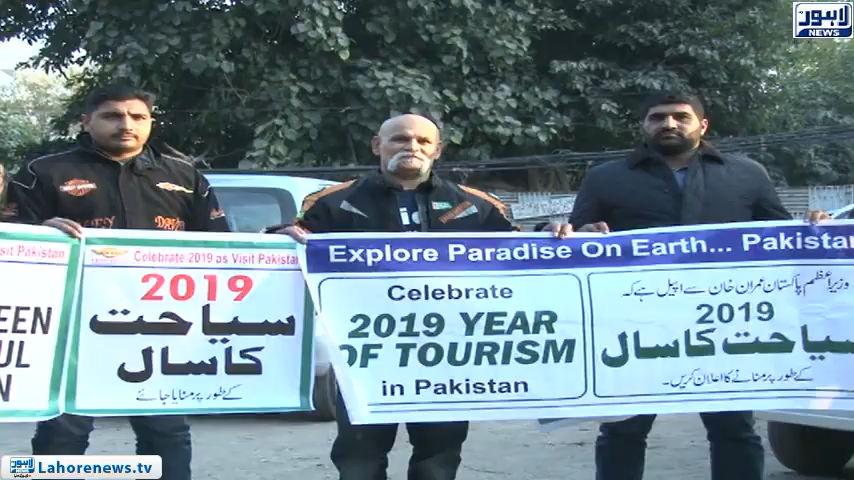 لاہور
NEWS
Visit Pakistan
EEN
UL
N
Celebrate 2019 as Visit Pakistan
2019
سیاحت
کا سال
کے طور پر منایا جائے
Explore Paradise On Earth... Pakistan
Celebrate
2019 YEAR
OF TOURISM
in Pakistan
وزیراعظم پاکستان عمران خان سے اپیل ہے کہ
2019
سیاحت کا سال
کے طور پر منانے کا اعلان کریں۔
لاہور
NEWS
Lahorenews.tv